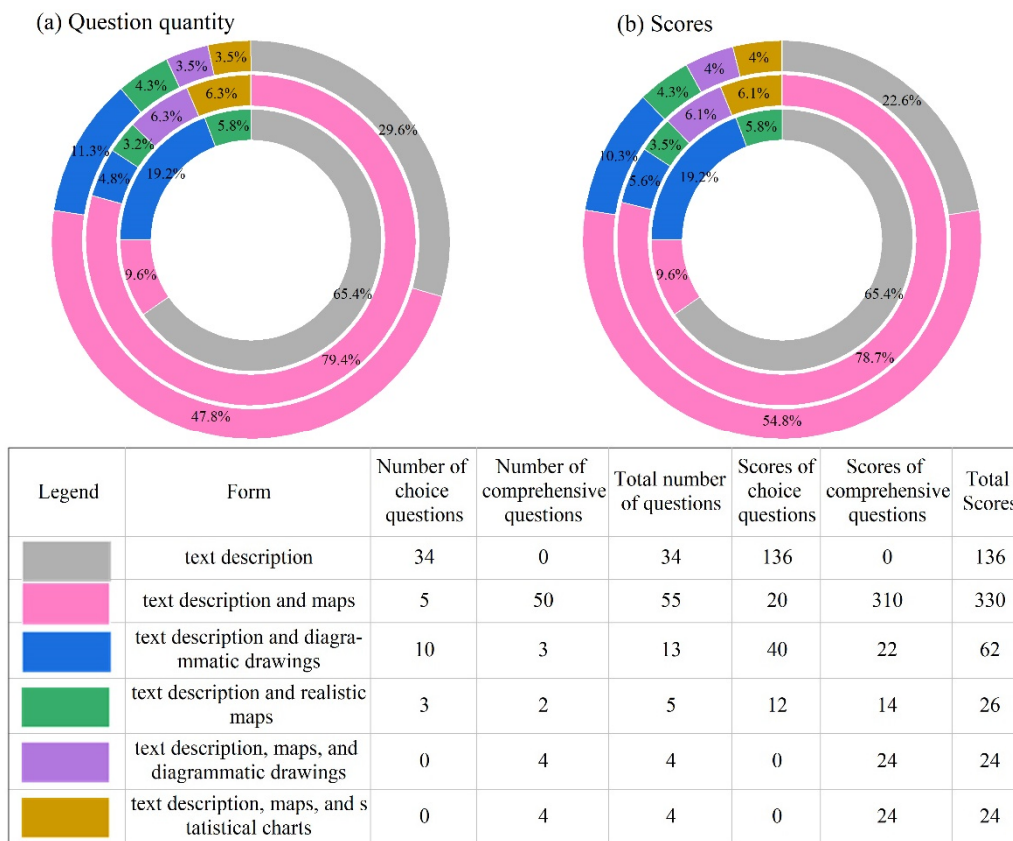 (a) Question quantity
(b) Scores
3.5%
3.5%
4.3%
11.3%
29.6%
47.8%
6.3%
6.3%
3.2%
4.8%
79.4%
5.8%
19.2%
9.6%
65.4%
4%
4%
4.3%
10.3%
22.6%
54.8%
6.1%
6.1%
3.5%
5.6%
78.7%
5.8%
19.2%
9.6%
65.4%
Legend
Form
Number of
choice
questions
Number of
comprehensive
questions
Total number
of questions
Scores of
choice
questions
Scores of
comprehensive
questions
Total
Scores
text description
34
0
34
136
0
136
text description and maps
5
50
55
20
310
330
text description and diagra-
mmatic drawings
10
3
13
40
22
62
text description and realistic
maps
3
2
5
12
14
26
text description, maps, and
diagrammatic drawings
0
4
4
0
24
24
text description, maps, and s
tatistical charts
0
4
4
0
24
24